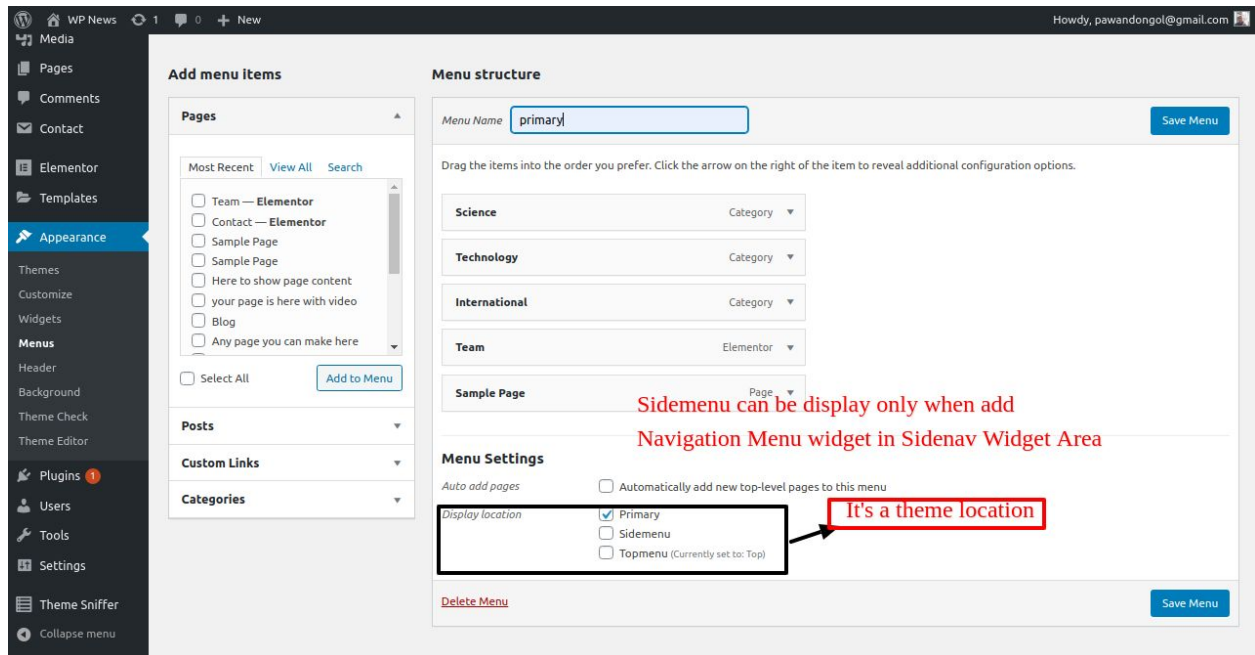 WP News 1 0 New Howdy, pawandongol@gmail.com
Media
Pages
Comments
Contact
Elementor
Templates
Appearance
Themes
Customize
Widgets
Menus
Header
Background
Theme Check
Theme Editor
Plugins 1
Users
Tools
Settings
Theme Sniffer
Collapse menu
Add menu items
Pages
Most Recent View All Search
Team — Elementor
Contact — Elementor
Sample Page
Sample Page
Here to show page content
your page is here with video
Blog
Any page you can make here
Select All Add to Menu
Posts
Custom Links
Categories
Menu structure
Menu Name primary Save Menu
Drag the items into the order you prefer. Click the arrow on the right of the item to reveal additional configuration options.
Science Category
Technology Category
International Category
Team Elementor
Sample Page Page
Sidemenu can be display only when add
Navigation Menu widget in Sidenav Widget Area
Menu Settings
Auto add pages Automatically add new top-level pages to this menu
Display location Primary
It's a theme location
Sidemenu
Topmenu (Currently set to: Top)
Delete Menu Save Menu